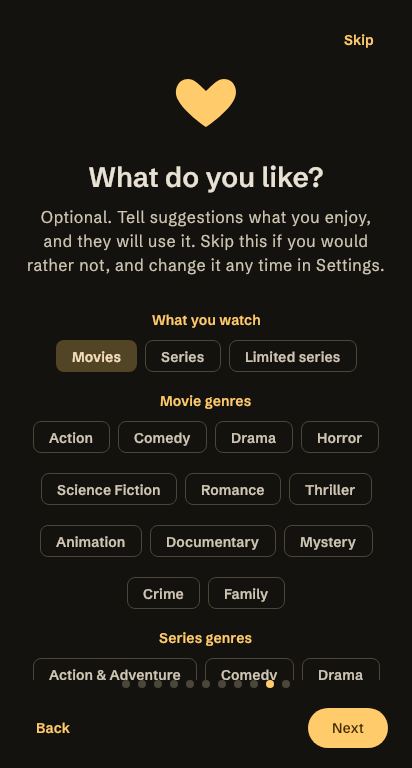 Skip
What do you like?
Optional. Tell suggestions what you enjoy,
and they will use it. Skip this if you would
rather not, and change it any time in Settings.
What you watch
Movies Series Limited series
Movie genres
Action Comedy Drama Horror
Science Fiction Romance Thriller
Animation Documentary Mystery
Crime Family
Series genres
Action & Adventure Comedy Drama
Back Next